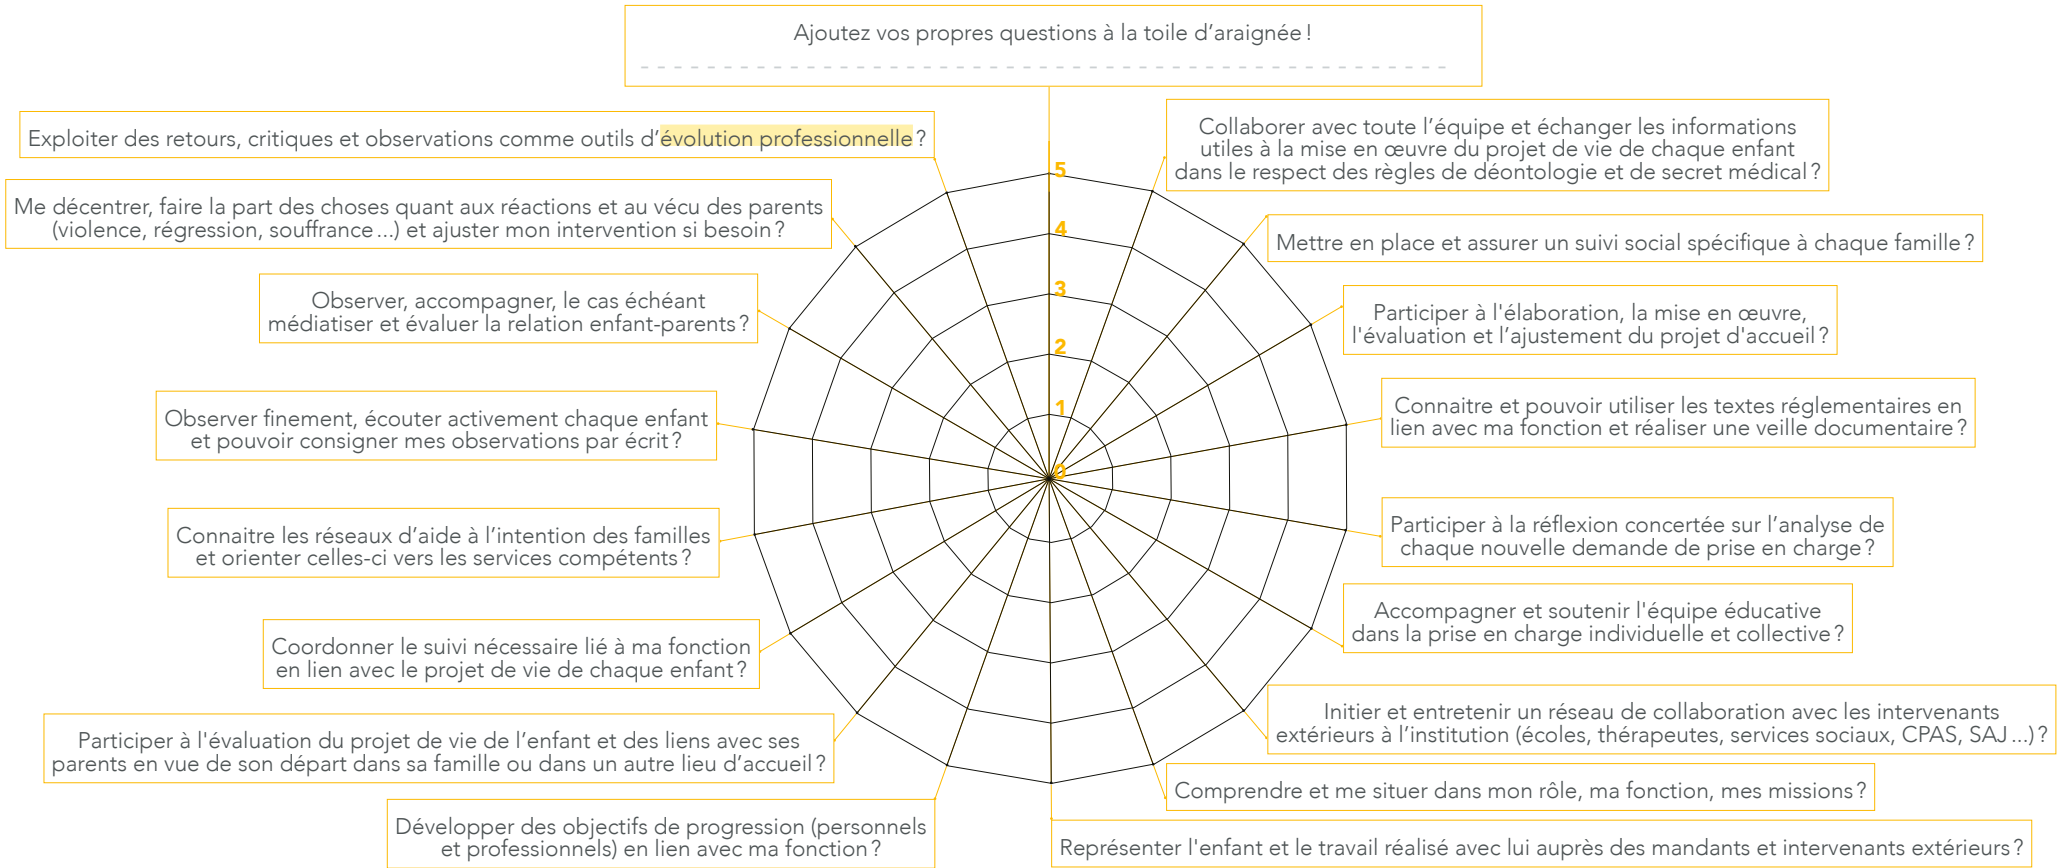 Ajoutez vos propres questions à la toile d'araignée !
Exploiter des retours, critiques et observations comme outils d'évolution professionnelle ?
Collaborer avec toute l'équipe et échanger les informations
utiles à la mise en œuvre du projet de vie de chaque enfant
dans le respect des règles de déontologie et de secret médical ?
Me décentrer, faire la part des choses quant aux réactions et au vécu des parents
(violence, régression, souffrance ...) et ajuster mon intervention si besoin ?
Mettre en place et assurer un suivi social spécifique à chaque famille ?
Observer, accompagner, le cas échéant
médiatiser et évaluer la relation enfant-parents ?
Participer à l'élaboration, la mise en œuvre,
l'évaluation et l'ajustement du projet d'accueil ?
Observer finement, écouter activement chaque enfant
et pouvoir consigner mes observations par écrit ?
Connaitre et pouvoir utiliser les textes réglementaires en
lien avec ma fonction et réaliser une veille documentaire ?
5
4
3
2
1
0
Connaitre les réseaux d'aide à l'intention des familles
et orienter celles-ci vers les services compétents ?
Participer à la réflexion concertée sur l'analyse de
chaque nouvelle demande de prise en charge ?
Coordonner le suivi nécessaire lié à ma fonction
en lien avec le projet de vie de chaque enfant ?
Accompagner et soutenir l'équipe éducative
dans la prise en charge individuelle et collective ?
Participer à l'évaluation du projet de vie de l'enfant et des liens avec ses
parents en vue de son départ dans sa famille ou dans un autre lieu d'accueil ?
Initier et entretenir un réseau de collaboration avec les intervenants
extérieurs à l'institution (écoles, thérapeutes, services sociaux, CPAS, SAJ ...) ?
Développer des objectifs de progression (personnels
et professionnels) en lien avec ma fonction ?
Comprendre et me situer dans mon rôle, ma fonction, mes missions ?
Représenter l'enfant et le travail réalisé avec lui auprès des mandants et intervenants extérieurs ?